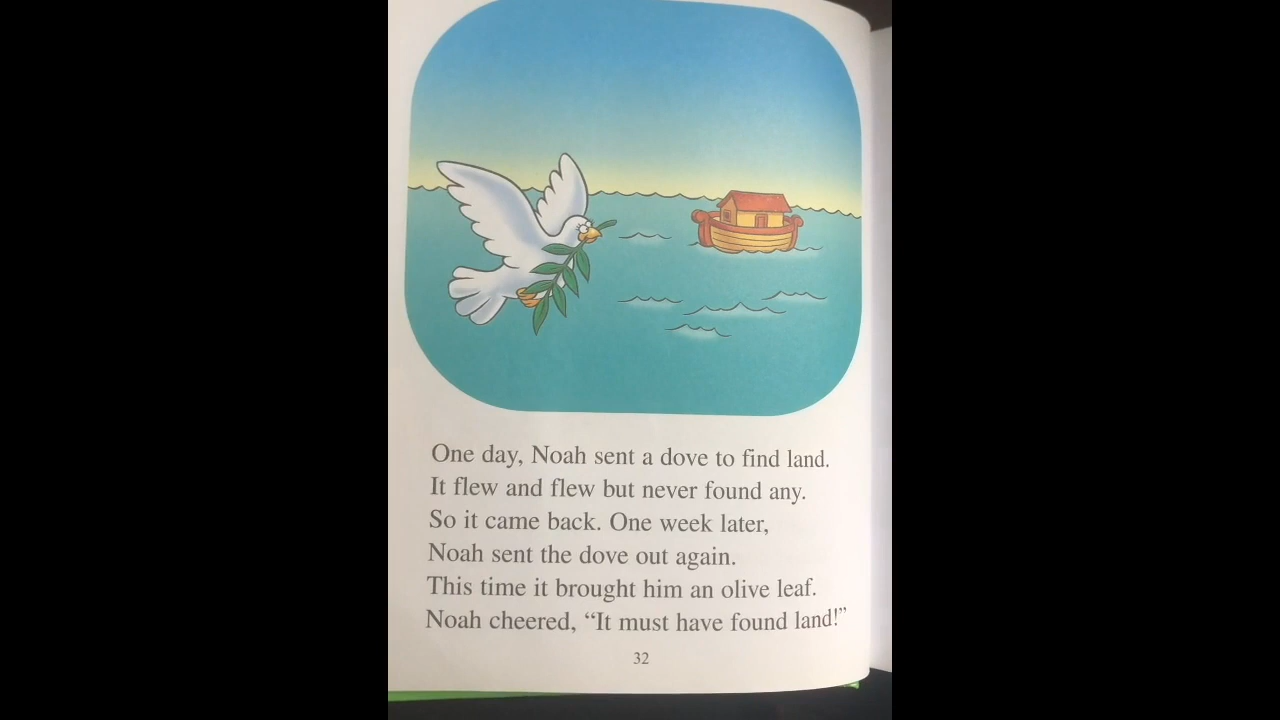 One day, Noah sent a dove to find land.
It flew and flew but never found any.
So it came back. One week later,
Noah sent the dove out again.
This time it brought him an olive leaf.
Noah cheered, “It must have found land!”
32